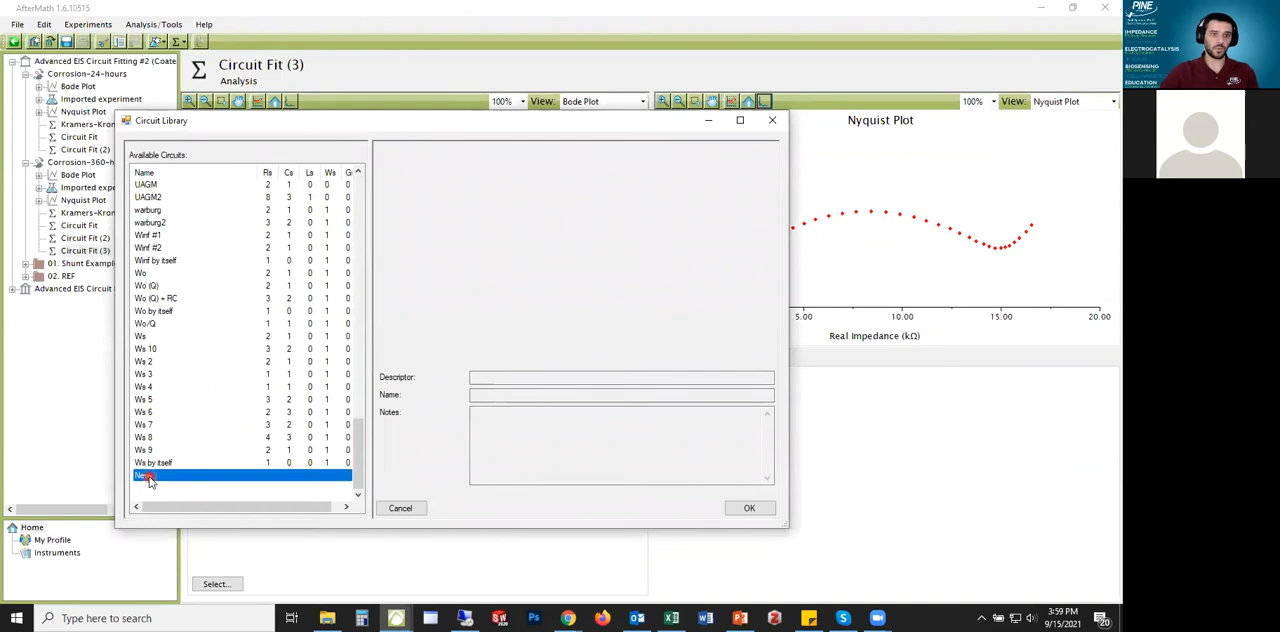 AfterMath 1.6.10515
File Edit Experiments Analysis/Tools Help
Advanced EIS Circuit Fitting #2 (Coate
Corrosion-24-hours
Bode Plot
Imported experiment
Nyquist Plot
Kramers-Kron
Circuit Fit
Circuit Fit (2)
Corrosion-360-h
Bode Plot
Imported expe
Nyquist Plot
Kramers-Kron
Circuit Fit
Circuit Fit (2)
Circuit Fit (3)
01. Shunt Exampl
02. REF
Advanced EIS Circuit
Home
My Profile
Instruments
Circuit Fit (3)
Analysis
100% View: Bode Plot
100% View: Nyquist Plot
Nyquist Plot
5.00 10.00 15.00 20.00
Real Impedance (kΩ)
Circuit Library
Available Circuits:
Name Rs Cs Ls Ws G
UAGM 2 1 0 0 0
UAGM2 8 3 1 0 0
warburg 2 1 0 1 0
warburg2 3 2 0 1 0
Winf #1 2 1 0 1 0
Winf #2 2 1 0 1 0
Winf by itself 1 0 0 1 0
Wo 2 1 0 1 0
Wo (Q) 2 1 0 1 0
Wo (Q) + RC 3 2 0 1 0
Wo by itself 1 0 0 1 0
Wo/Q 1 1 0 1 0
Ws 2 1 0 1 0
Ws 10 3 2 0 1 0
Ws 2 2 1 0 1 0
Ws 3 1 1 0 1 0
Ws 4 1 1 0 1 0
Ws 5 3 2 0 1 0
Ws 6 2 3 0 1 0
Ws 7 3 2 0 1 0
Ws 8 4 3 0 1 0
Ws 9 2 1 0 1 0
Ws by itself 1 0 0 1 0
Descriptor:
Name:
Notes:
Cancel
OK
Select...
PINE
IMPEDANCE
ELECTROCATALYSIS
BIOSENSING
EDUCATION
Type here to search
3:59 PM
9/15/2021
20